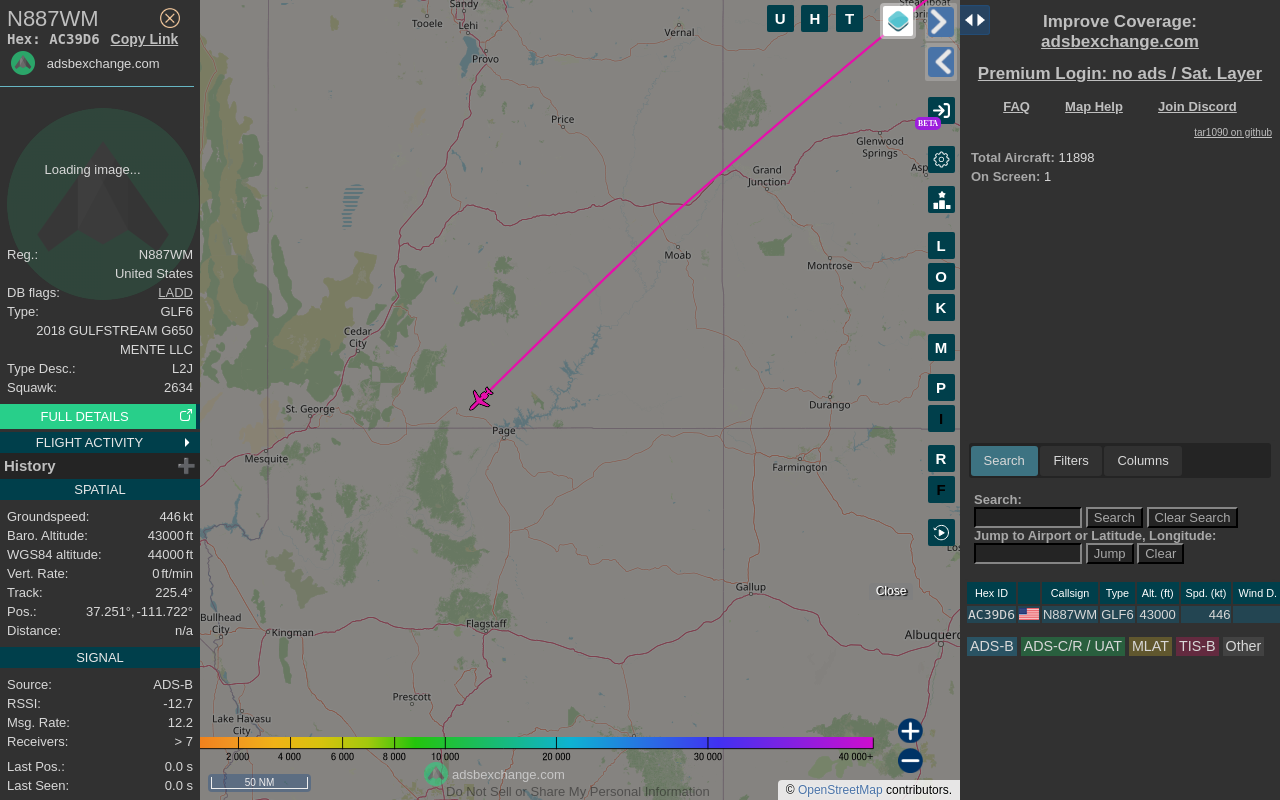 N887WM
Hex: AC39D6 Copy Link
adsbexchange.com
Loading image...
Reg.: N887WM
United States
DB flags: LADD
Type: GLF6
2018 GULFSTREAM G650
MENTE LLC
Type Desc.: L2J
Squawk: 2634
FULL DETAILS
FLIGHT ACTIVITY
History
SPATIAL
Groundspeed: 446 kt
Baro. Altitude: 43000 ft
WGS84 altitude: 44000 ft
Vert. Rate: 0 ft/min
Track: 225.4°
Pos.: 37.251°, -111.722°
Distance: n/a
SIGNAL
Source: ADS-B
RSSI: -12.7
Msg. Rate: 12.2
Receivers: > 7
Last Pos.: 0.0 s
Last Seen: 0.0 s
Sandy
Tooele
Lehi
Provo
Vernal
Steamboat
Price
Glenwood
Springs
Grand
Junction
Moab
Montrose
Cedar
City
St. George
Durango
Page
Mesquite
Farmington
Gallup
Bullhead
City
Kingman
Flagstaff
Albuquerq
Prescott
Lake Havasu
City
U H T
BETA
L
O
K
M
P
I
R
F
Close
2 000 4 000 6 000 8 000 10 000 20 000 30 000 40 000+
50 NM
adsbexchange.com
Do Not Sell or Share My Personal Information
© OpenStreetMap contributors.
Improve Coverage:
adsbexchange.com
Premium Login: no ads / Sat. Layer
FAQ Map Help Join Discord
tar1090 on github
Total Aircraft: 11898
On Screen: 1
Search Filters Columns
Search:
Search Clear Search
Jump to Airport or Latitude, Longitude:
Jump Clear
Hex ID Callsign Type Alt. (ft) Spd. (kt) Wind D.
AC39D6 N887WM GLF6 43000 446
ADS-B ADS-C/R / UAT MLAT TIS-B Other